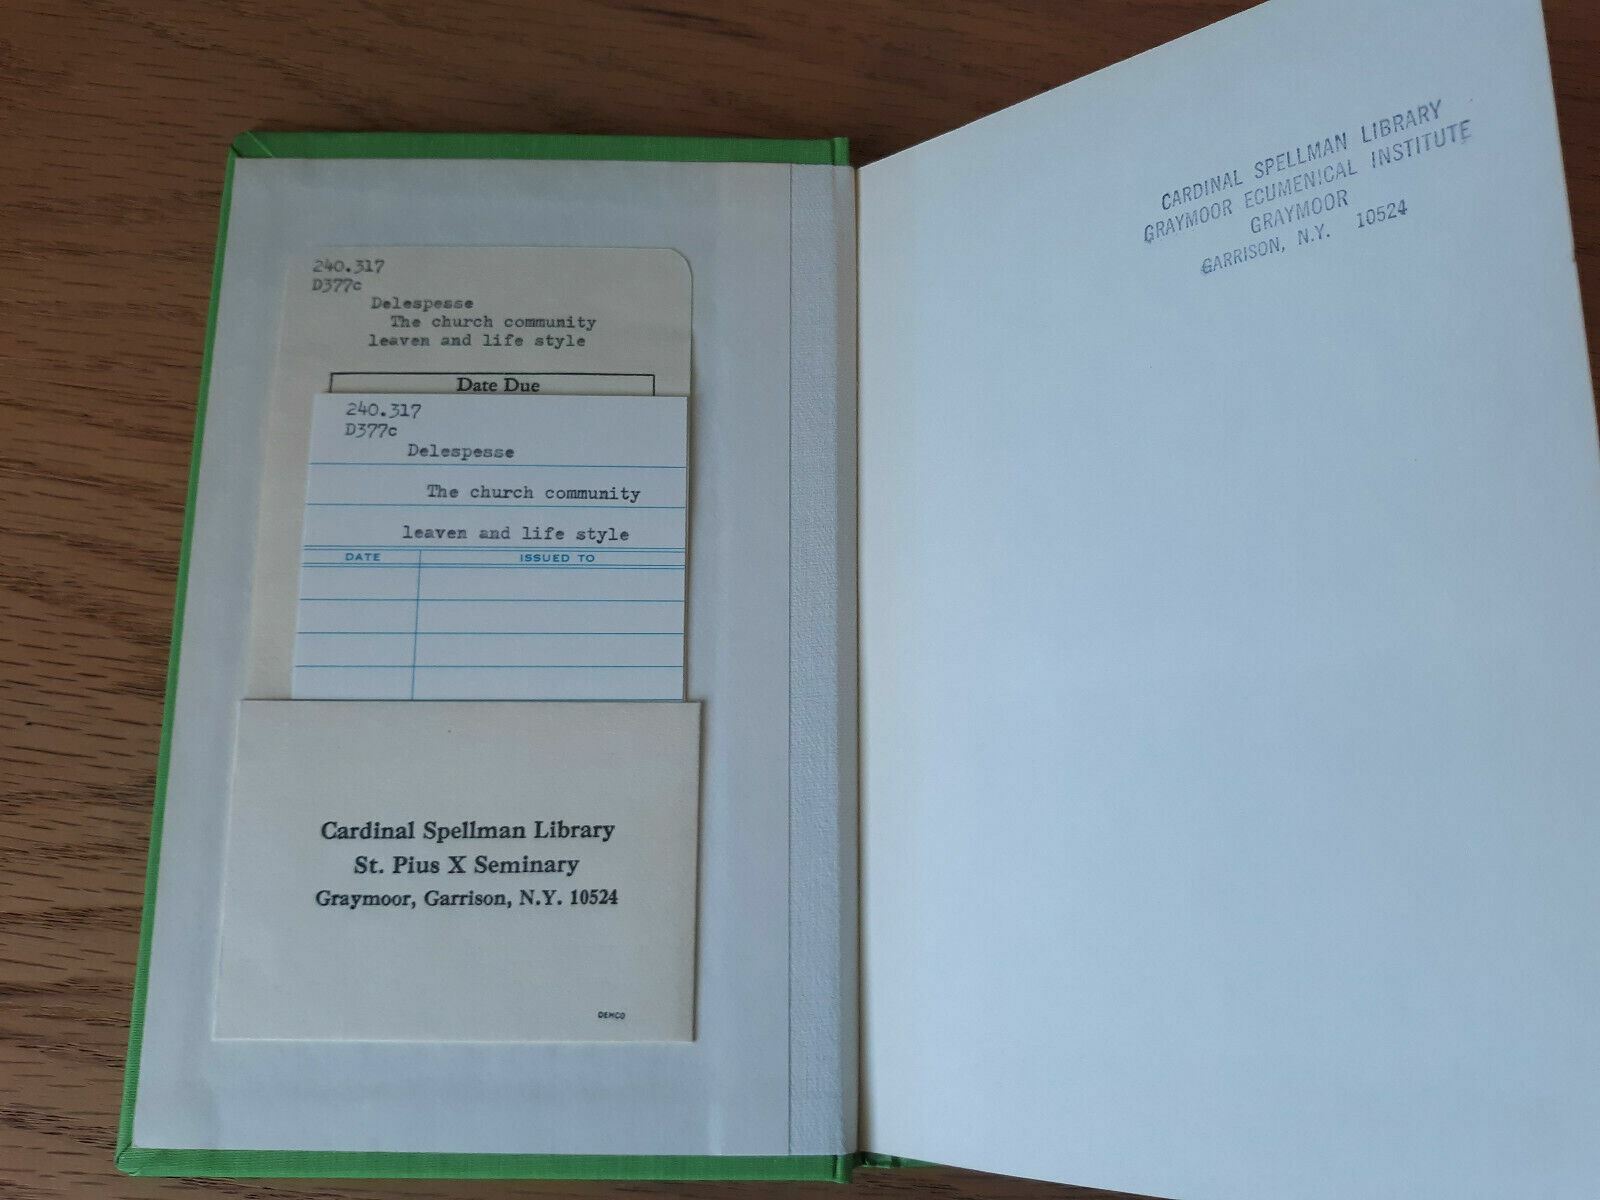 240.317
D377c
Delespesse
The church community
leaven and life style
Date Due
240.317
D377c
Delespesse
The church community
leaven and life style
DATE ISSUED TO
Cardinal Spellman Library
St. Pius X Seminary
Graymoor, Garrison, N.Y. 10524
DEMCO
CARDINAL SPELLMAN LIBRARY
GRAYMOOR ECUMENICAL INSTITUTE
GRAYMOOR
GARRISON, N.Y. 10524